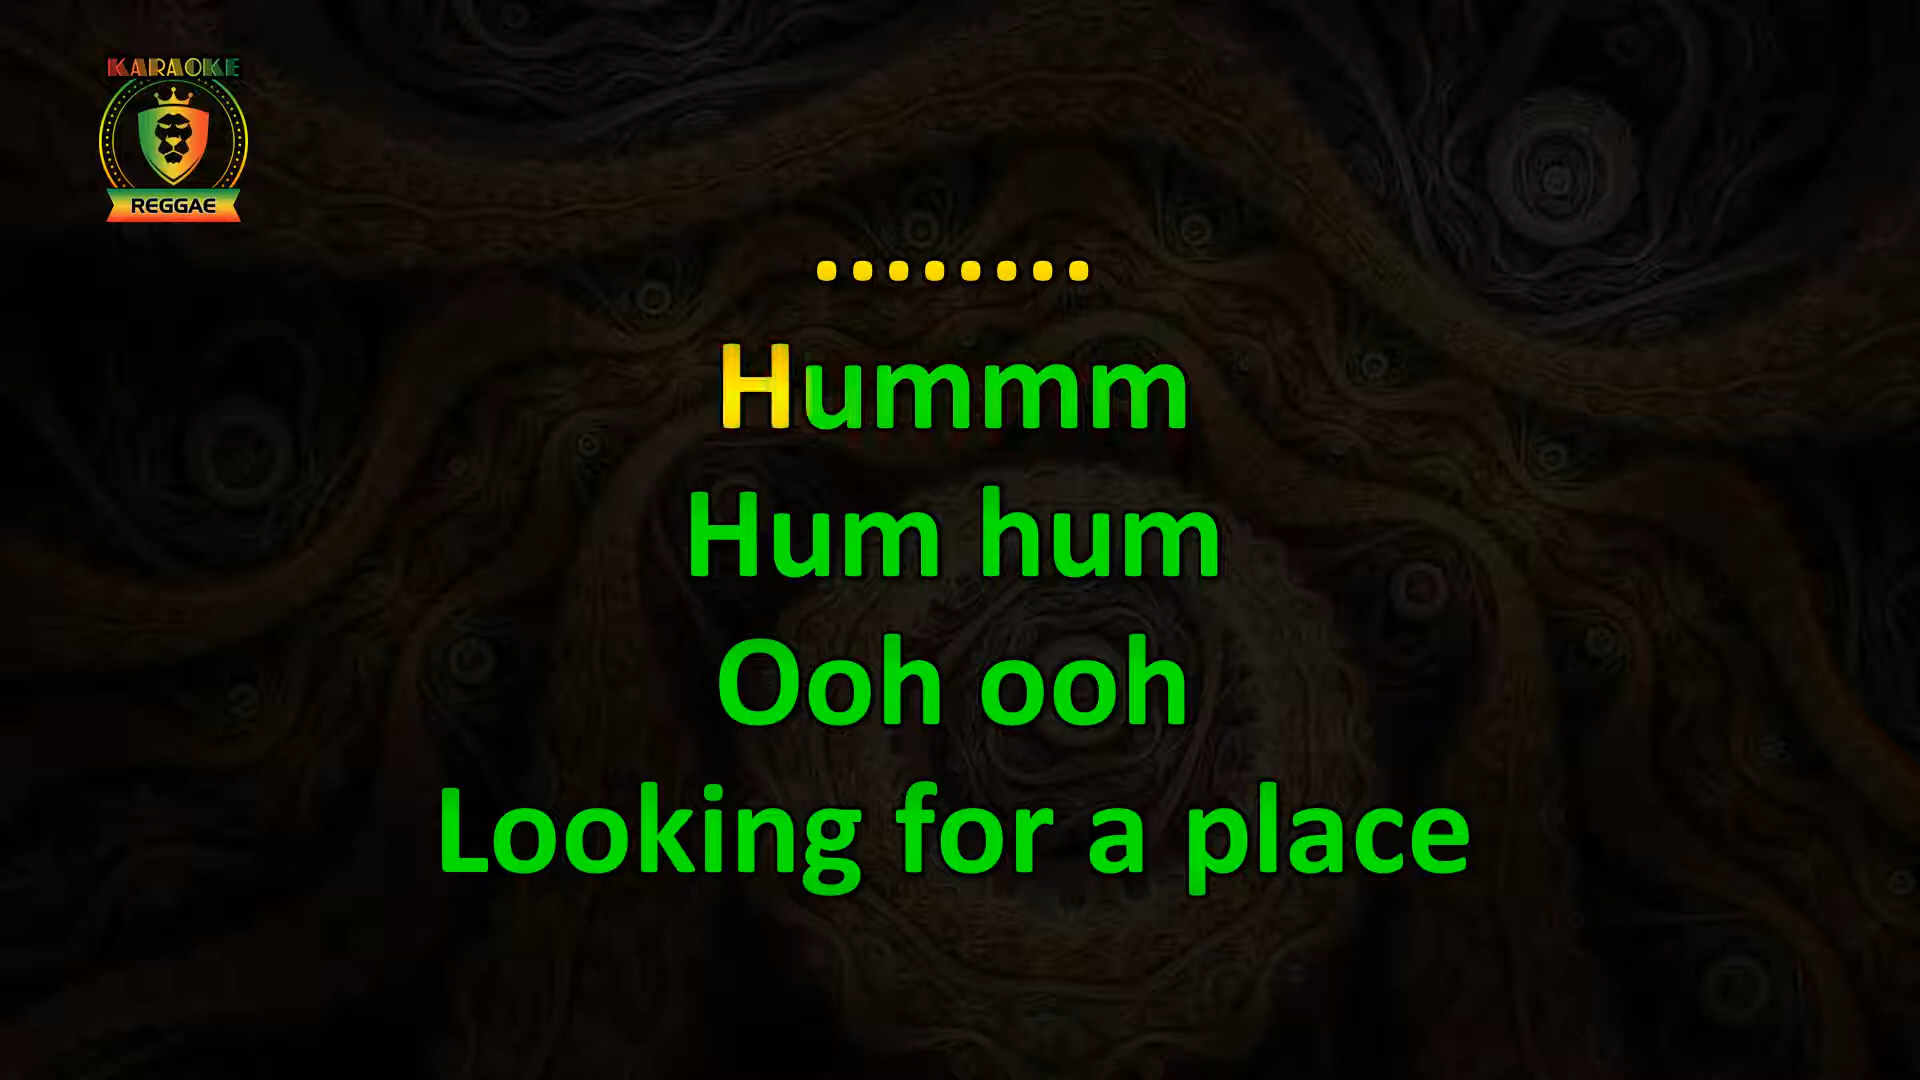 KARAOKE
REGGAE
........
Hummm
Hum hum
Ooh ooh
Looking for a place